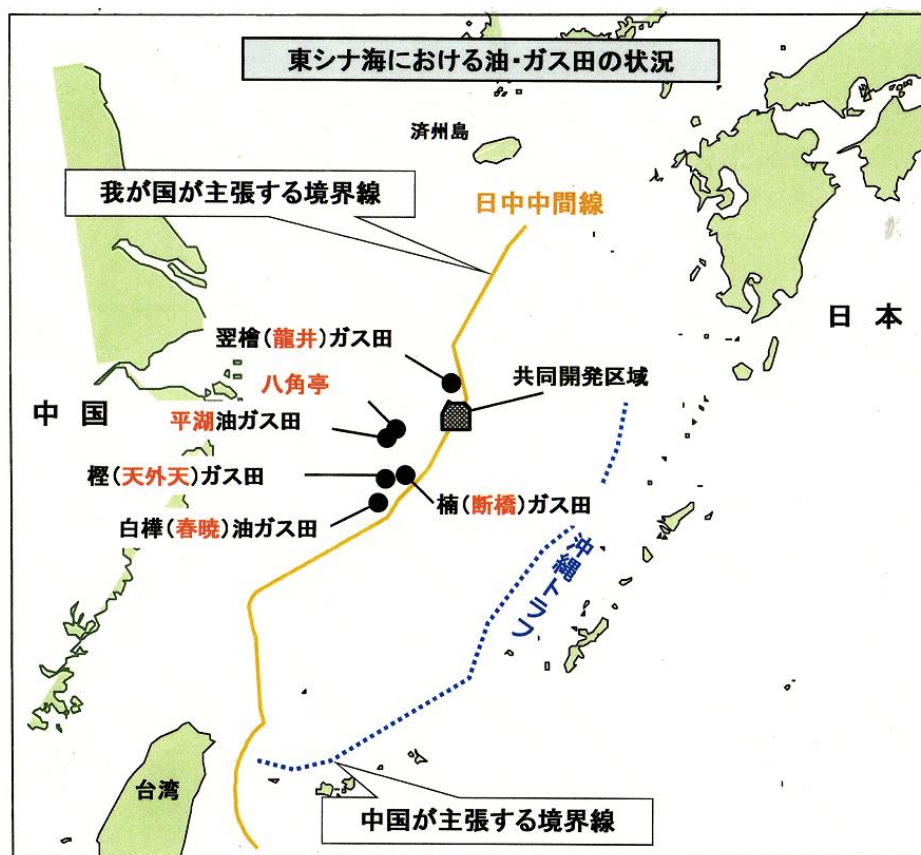 東シナ海における油・ガス田の状況
済州島
我が国が主張する境界線
日中中間線
日本
翌檜(龍井)ガス田
共同開発区域
八角亭
中国
平湖油ガス田
樫(天外天)ガス田
楠(断橋)ガス田
白樺(春暁)油ガス田
沖縄トラフ
台湾
中国が主張する境界線